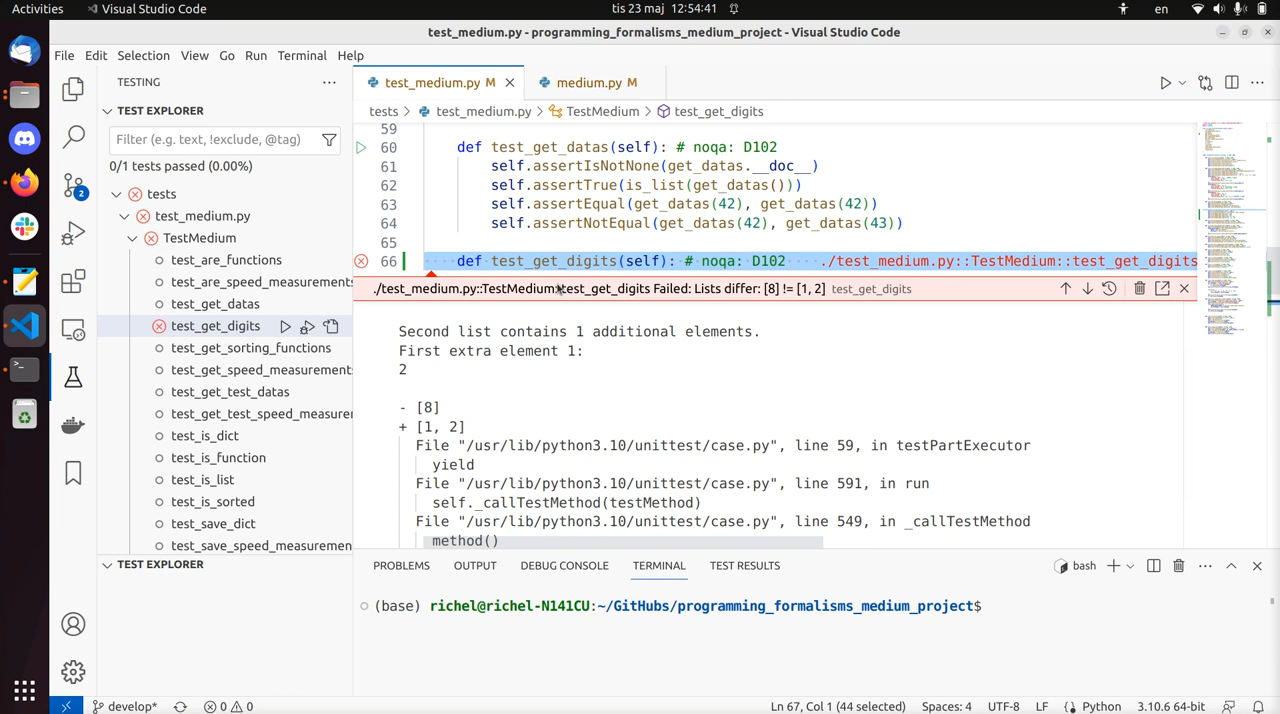 Activities
Visual Studio Code
tis 23 maj 12:54:41
en
test_medium.py - programming_formalisms_medium_project - Visual Studio Code
File Edit Selection View Go Run Terminal Help
TESTING
test_medium.py M
medium.py M
TEST EXPLORER
tests > test_medium.py > TestMedium > test_get_digits
Filter (e.g. text, !exclude, @tag)
0/1 tests passed (0.00%)
tests
test_medium.py
TestMedium
test_are_functions
test_are_speed_measurements
test_get_datas
test_get_digits
test_get_sorting_functions
test_get_speed_measurements
test_get_test_datas
test_get_test_speed_measurer
test_is_dict
test_is_function
test_is_list
test_is_sorted
test_save_dict
test_save_speed_measuremen
TEST EXPLORER
2
59
60 def test_get_datas(self): # noqa: D102
61 self.assertIsNotNone(get_datas.__doc__)
62 self.assertTrue(is_list(get_datas()))
63 self.assertEqual(get_datas(42), get_datas(42))
64 self.assertNotEqual(get_datas(42), get_datas(43))
65
66 def test_get_digits(self): # noqa: D102 ./test_medium.py::TestMedium::test_get_digits
./test_medium.py::TestMedium::test_get_digits Failed: Lists differ: [8] != [1, 2] test_get_digits
Second list contains 1 additional elements.
First extra element 1:
2
- [8]
+ [1, 2]
File "/usr/lib/python3.10/unittest/case.py", line 59, in testPartExecutor
yield
File "/usr/lib/python3.10/unittest/case.py", line 591, in run
self._callTestMethod(testMethod)
File "/usr/lib/python3.10/unittest/case.py", line 549, in _callTestMethod
method()
PROBLEMS OUTPUT DEBUG CONSOLE TERMINAL TEST RESULTS
bash
(base) richel@richel-N141CU:~/GitHubs/programming_formalisms_medium_project$
develop* 0 0 Ln 67, Col 1 (44 selected) Spaces: 4 UTF-8 LF Python 3.10.6 64-bit